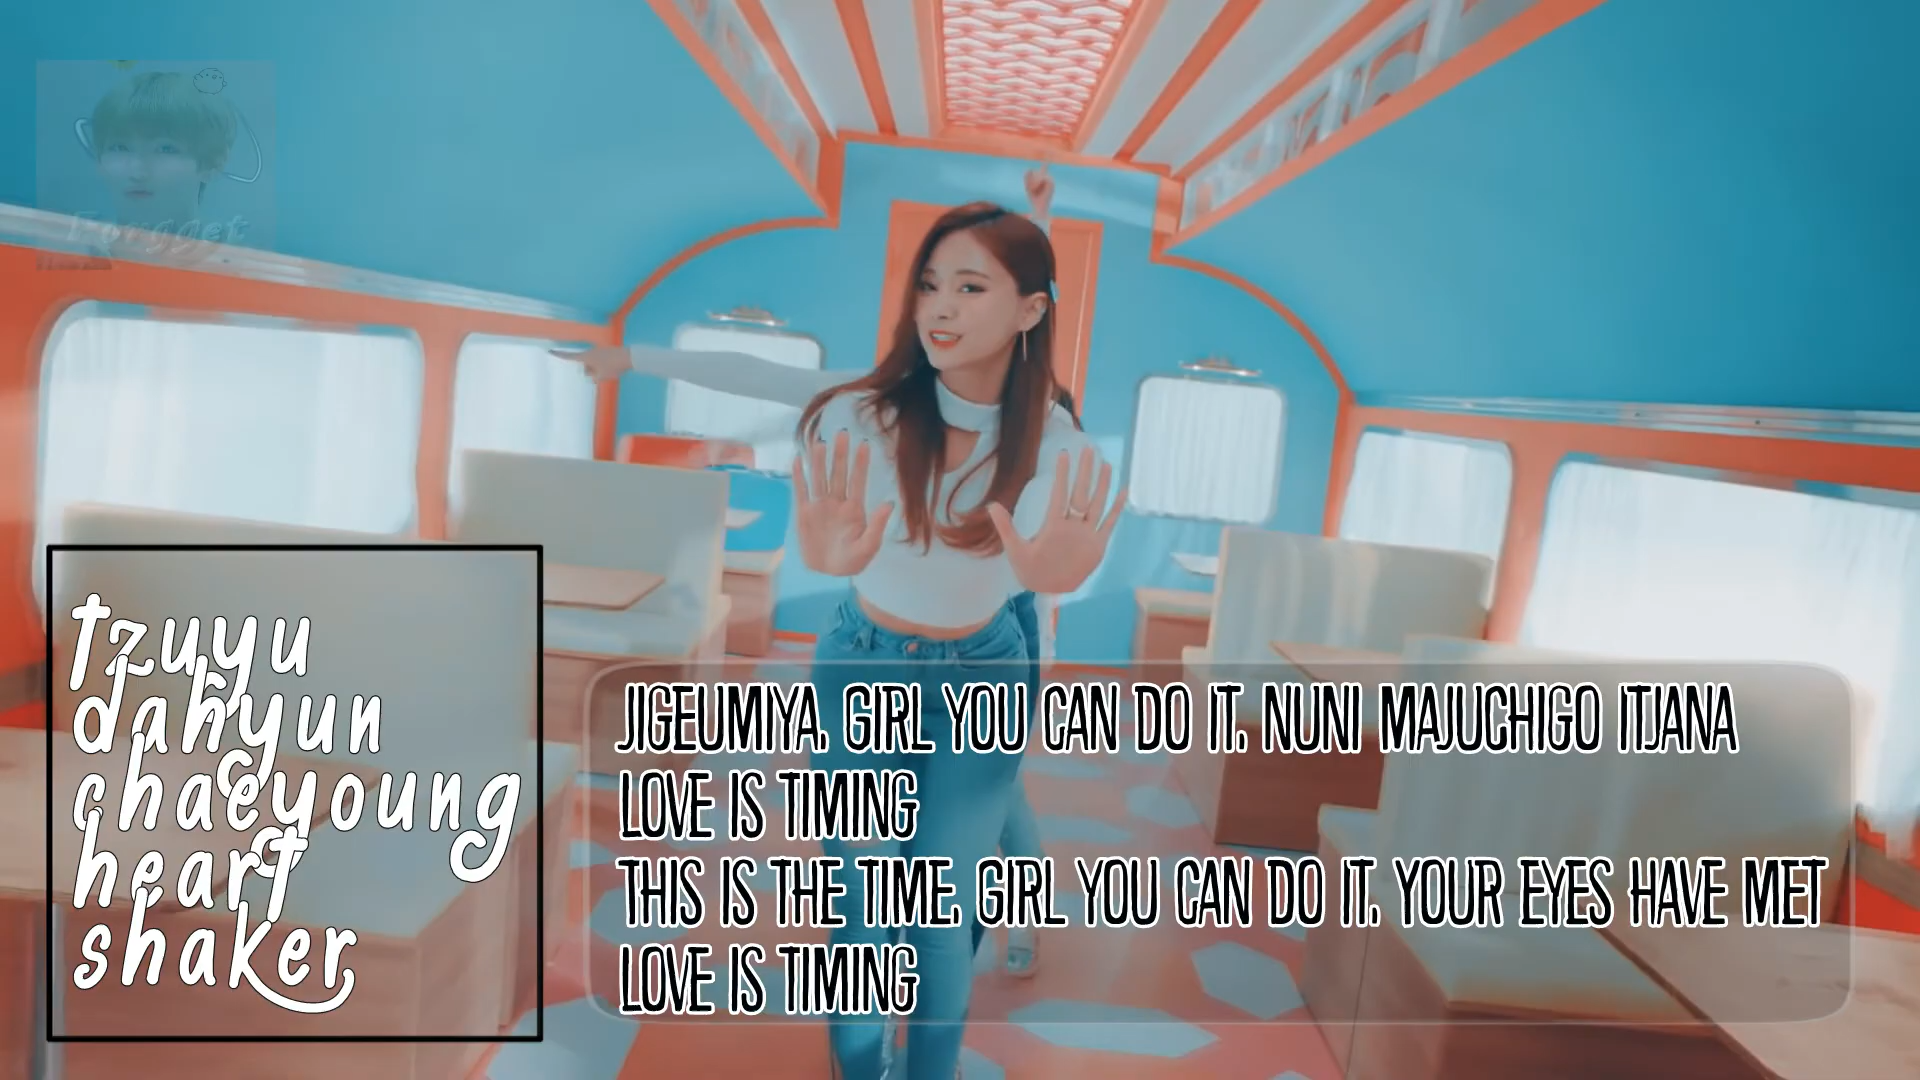 Fougget
tzuyu
dahyun
chaeyoung
heart
shaker
JIGEUMIYA, GIRL YOU CAN DO IT, NUNI MAJUCHIGO ITJANA
LOVE IS TIMING
THIS IS THE TIME, GIRL YOU CAN DO IT, YOUR EYES HAVE MET
LOVE IS TIMING